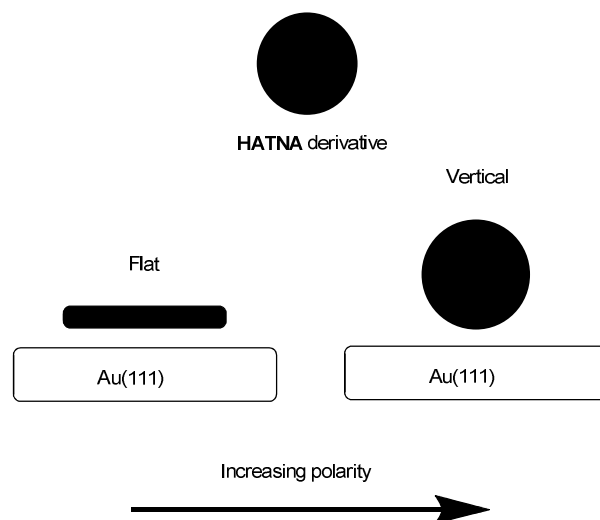 HATNA derivative
Vertical
Flat
Au(111)
Au(111)
Increasing polarity